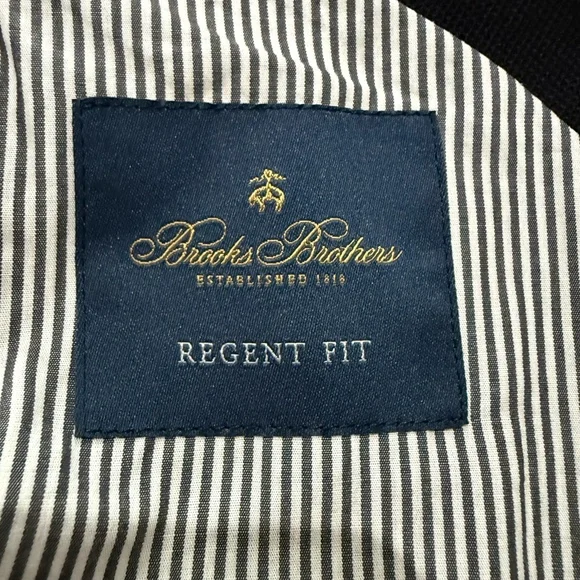 Brooks Brothers
ESTABLISHED 1818
REGENT FIT